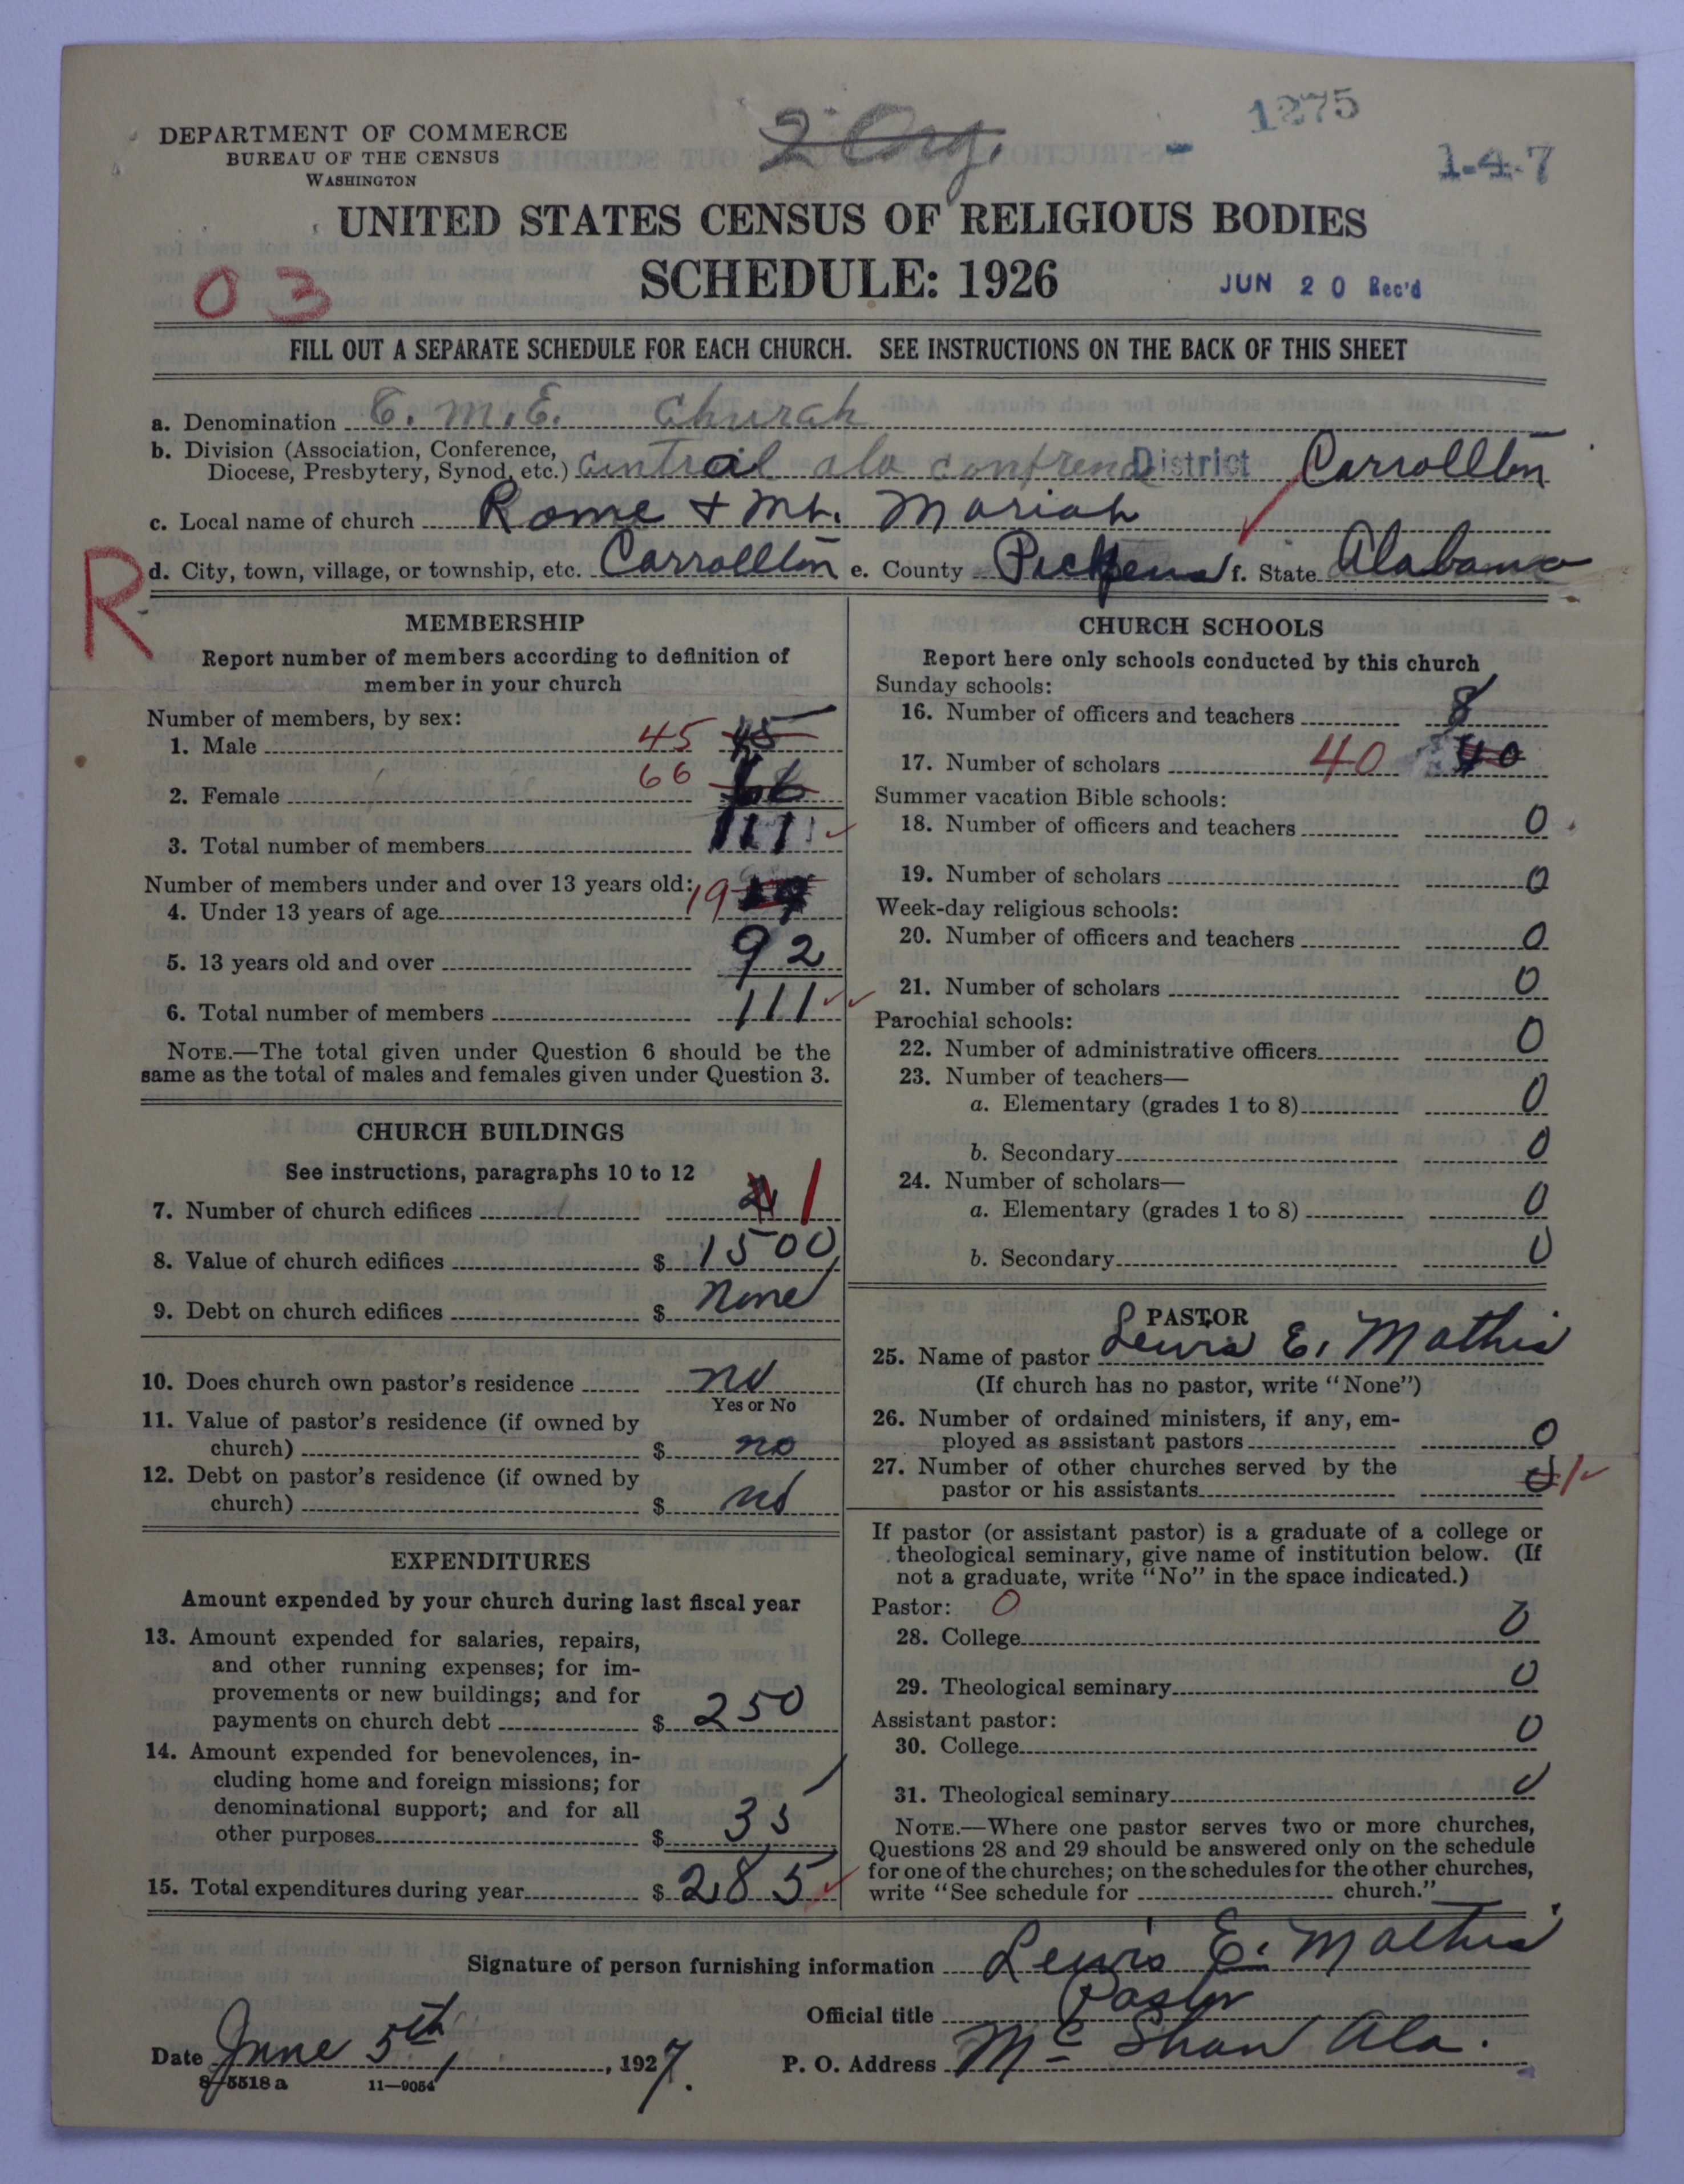 1275
2 Org.
1-4-7
DEPARTMENT OF COMMERCE
BUREAU OF THE CENSUS
WASHINGTON
UNITED STATES CENSUS OF RELIGIOUS BODIES
SCHEDULE: 1926
JUN 20 Rec'd
03
FILL OUT A SEPARATE SCHEDULE FOR EACH CHURCH. SEE INSTRUCTIONS ON THE BACK OF THIS SHEET
a. Denomination C. M. E. Church
b. Division (Association, Conference,
Diocese, Presbytery, Synod, etc.) Central ala District Carrollton
c. Local name of church Rome + Mt. Moriah
R
d. City, town, village, or township, etc. Carrollton e. County Pickens f. State Alabama
MEMBERSHIP
Report number of members according to definition of
member in your church
Number of members, by sex:
1. Male 45 45
2. Female 66 66
3. Total number of members 111
Number of members under and over 13 years old:
4. Under 13 years of age 19
5. 13 years old and over 92
6. Total number of members 111
NOTE.—The total given under Question 6 should be the
same as the total of males and females given under Question 3.
CHURCH BUILDINGS
See instructions, paragraphs 10 to 12
7. Number of church edifices 1
8. Value of church edifices $ 1500
9. Debt on church edifices $ None
10. Does church own pastor's residence no
Yes or No
11. Value of pastor's residence (if owned by
church) $ no
12. Debt on pastor's residence (if owned by
church) $ no
EXPENDITURES
Amount expended by your church during last fiscal year
13. Amount expended for salaries, repairs,
and other running expenses; for im-
provements or new buildings; and for
payments on church debt $ 250
14. Amount expended for benevolences, in-
cluding home and foreign missions; for
denominational support; and for all
other purposes $ 35
15. Total expenditures during year $ 285
CHURCH SCHOOLS
Report here only schools conducted by this church
Sunday schools:
16. Number of officers and teachers 8
17. Number of scholars 40 40
Summer vacation Bible schools:
18. Number of officers and teachers 0
19. Number of scholars 0
Week-day religious schools:
20. Number of officers and teachers 0
21. Number of scholars 0
Parochial schools:
22. Number of administrative officers 0
23. Number of teachers—
a. Elementary (grades 1 to 8) 0
b. Secondary 0
24. Number of scholars—
a. Elementary (grades 1 to 8) 0
b. Secondary 0
PASTOR
25. Name of pastor Lewis E. Mathis
(If church has no pastor, write "None")
26. Number of ordained ministers, if any, em-
ployed as assistant pastors 0
27. Number of other churches served by the
pastor or his assistants 1
If pastor (or assistant pastor) is a graduate of a college or
theological seminary, give name of institution below. (If
not a graduate, write "No" in the space indicated.)
Pastor: 0
28. College 0
29. Theological seminary 0
Assistant pastor:
30. College 0
31. Theological seminary 0
NOTE.—Where one pastor serves two or more churches,
Questions 28 and 29 should be answered only on the schedule
for one of the churches; on the schedules for the other churches,
write "See schedule for church."
Signature of person furnishing information Lewis E. Mathis
Official title Pastor
Date June 5th, 1927.
P. O. Address Mc Shan Ala.
8-5518 a 11-9054